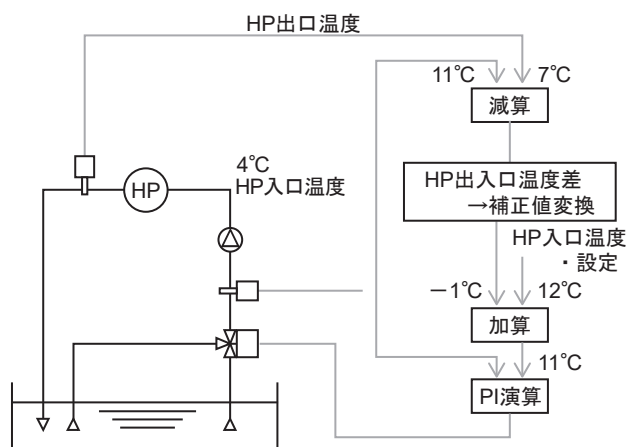 HP出口温度
11℃
7℃
減算
HP
4℃
HP入口温度
HP出入口温度差
→補正値変換
HP入口温度
・設定
－1℃
12℃
加算
11℃
PI演算